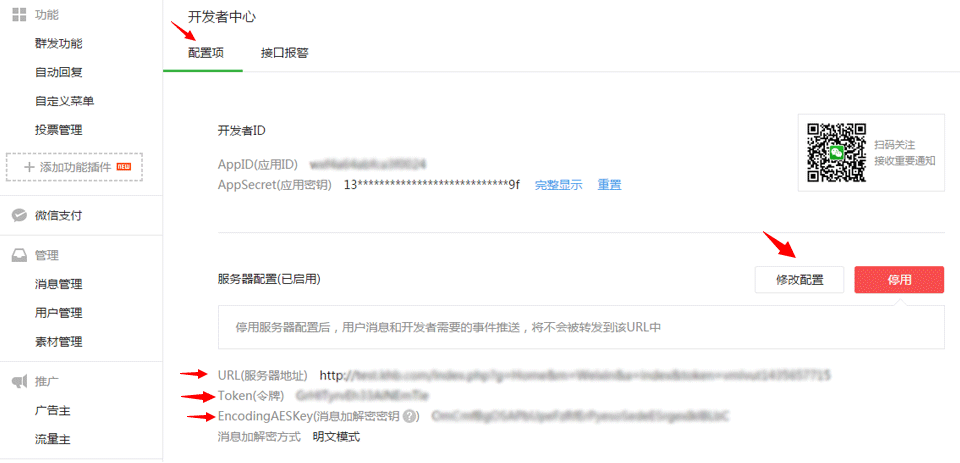 功能
群发功能
自动回复
自定义菜单
投票管理
添加功能插件 NEW
微信支付
管理
消息管理
用户管理
素材管理
推广
广告主
流量主
开发者中心
配置项 接口报警
开发者ID
AppID(应用ID)
AppSecret(应用密钥) 13****************************9f 完整显示 重置
扫码关注
接收重要通知
服务器配置(已启用) 修改配置 停用
停用服务器配置后，用户消息和开发者需要的事件推送，将不会被转发到该URL中
URL(服务器地址) http:/
Token(令牌)
EncodingAESKey(消息加解密密钥 ?)
消息加解密方式 明文模式